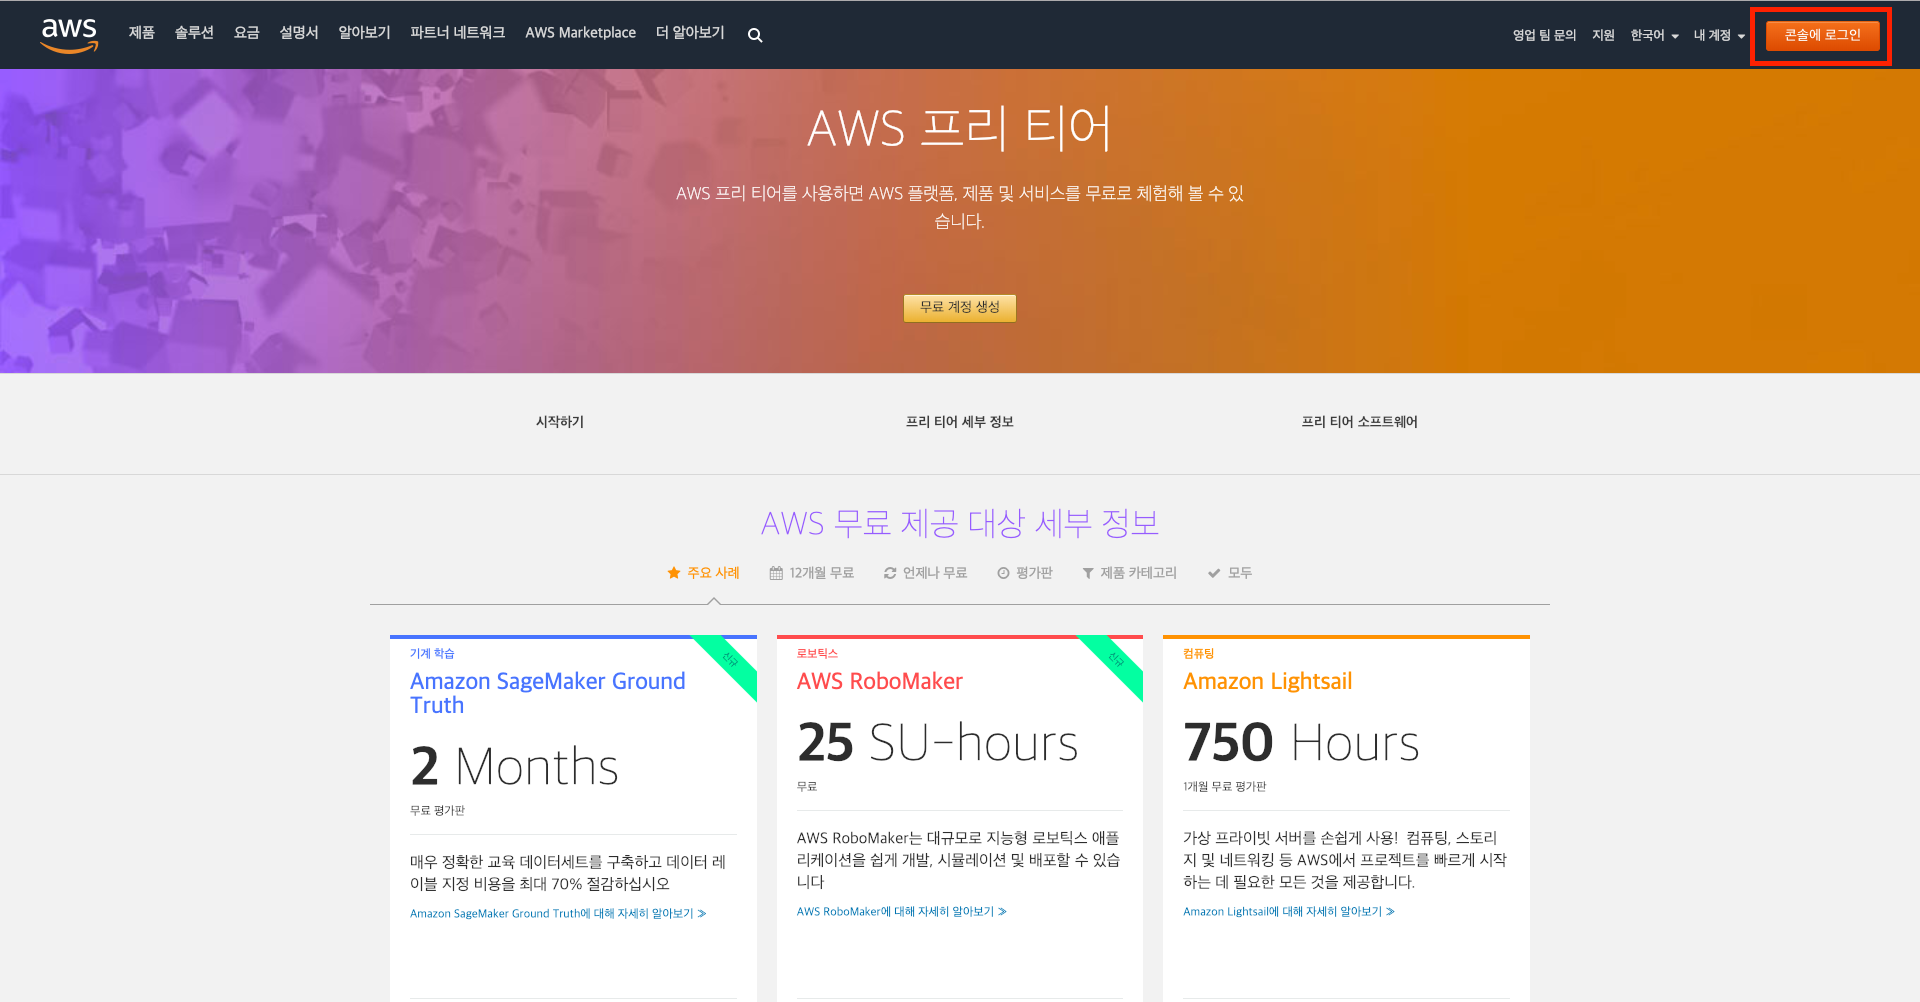 aws
제품 솔루션 요금 설명서 알아보기 파트너 네트워크 AWS Marketplace 더 알아보기
영업 팀 문의 지원 한국어 내 계정 콘솔에 로그인
AWS 프리 티어
AWS 프리 티어를 사용하면 AWS 플랫폼, 제품 및 서비스를 무료로 체험해 볼 수 있
습니다.
무료 계정 생성
시작하기 프리 티어 세부 정보 프리 티어 소프트웨어
AWS 무료 제공 대상 세부 정보
주요 사례 12개월 무료 언제나 무료 평가판 제품 카테고리 모두
기계 학습
신규
Amazon SageMaker Ground
Truth
2 Months
무료 평가판
매우 정확한 교육 데이터세트를 구축하고 데이터 레
이블 지정 비용을 최대 70% 절감하십시오
Amazon SageMaker Ground Truth에 대해 자세히 알아보기 »
로보틱스
신규
AWS RoboMaker
25 SU-hours
무료
AWS RoboMaker는 대규모로 지능형 로보틱스 애플
리케이션을 쉽게 개발, 시뮬레이션 및 배포할 수 있습
니다
AWS RoboMaker에 대해 자세히 알아보기 »
컴퓨팅
Amazon Lightsail
750 Hours
1개월 무료 평가판
가상 프라이빗 서버를 손쉽게 사용! 컴퓨팅, 스토리
지 및 네트워킹 등 AWS에서 프로젝트를 빠르게 시작
하는 데 필요한 모든 것을 제공합니다.
Amazon Lightsail에 대해 자세히 알아보기 »